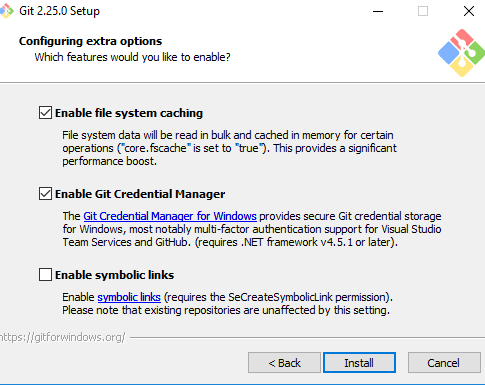 Git 2.25.0 Setup
Configuring extra options
Which features would you like to enable?
Enable file system caching
File system data will be read in bulk and cached in memory for certain
operations ("core.fscache" is set to "true"). This provides a significant
performance boost.
Enable Git Credential Manager
The Git Credential Manager for Windows provides secure Git credential storage
for Windows, most notably multi-factor authentication support for Visual Studio
Team Services and GitHub. (requires .NET framework v4.5.1 or later).
Enable symbolic links
Enable symbolic links (requires the SeCreateSymbolicLink permission).
Please note that existing repositories are unaffected by this setting.
https://gitforwindows.org/
< Back
Install
Cancel